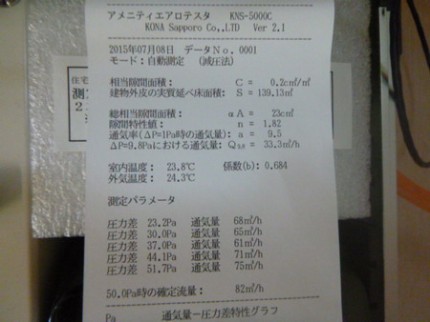 アメニティエアロテスタ KNS-5000C
KONA Sapporo Co,.LTD Ver 2.1
2015年07月08日 データNo. 0001
モード：自動測定 （減圧法）
相当隙間面積： C = 0.2c㎡/㎡
建物外皮の実質延べ床面積： S = 139.13㎡
総相当隙間面積： αA = 23c㎡
隙間特性値： n = 1.82
通気率(ΔP=1Pa時の通気量)： a = 9.5
ΔP=9.8Paにおける通気量： Q9.8 = 33.3㎥/h
室内温度： 23.8℃ 係数(b)： 0.684
外気温度： 24.3℃
測定パラメータ
圧力差 23.2Pa 通気量 68㎥/h
圧力差 30.0Pa 通気量 65㎥/h
圧力差 37.0Pa 通気量 61㎥/h
圧力差 44.1Pa 通気量 71㎥/h
圧力差 51.7Pa 通気量 75㎥/h
50.0Pa時の確定流量： 82㎥/h
Pa 通気量－圧力差特性グラフ
住宅
測定